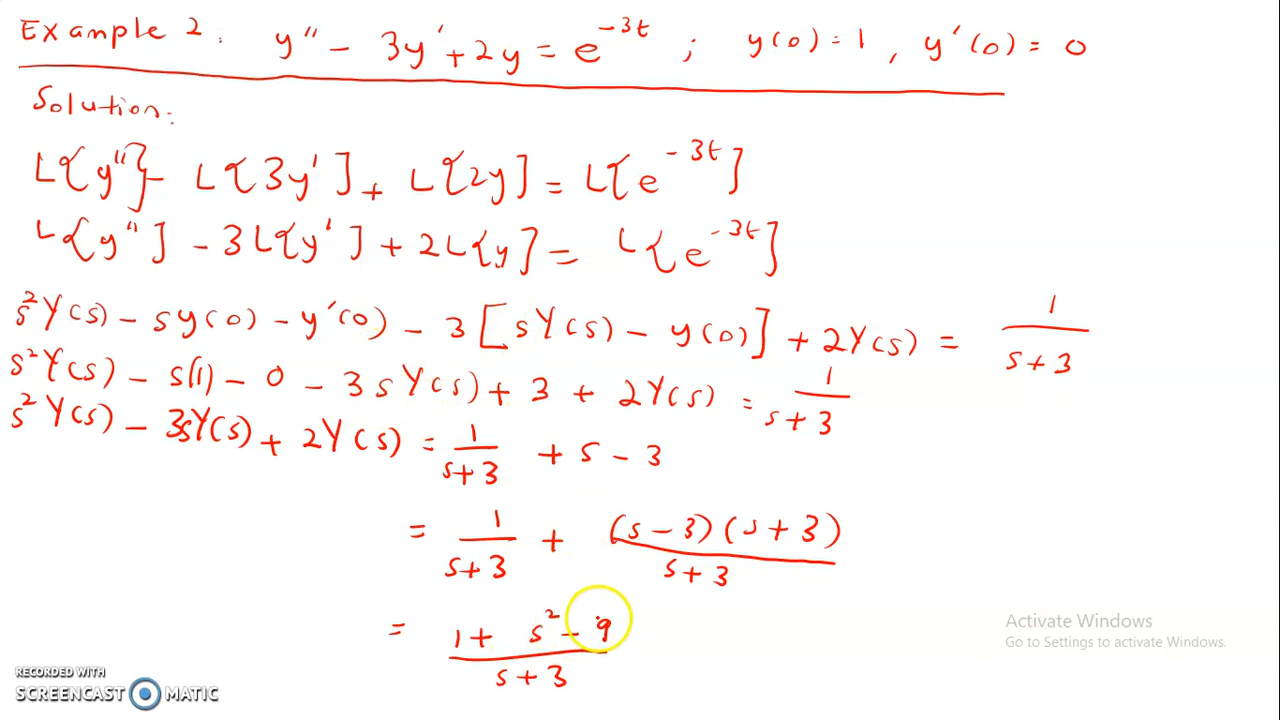 Example 2: y'' - 3y' + 2y = e^{-3t} ; y(0) = 1, y'(0) = 0
Solution:
L{y''} - L{3y'} + L{2y} = L{e^{-3t}}
L{y''} - 3L{y'} + 2L{y} = L{e^{-3t}}
s²Y(s) - sy(0) - y'(0) - 3[sY(s) - y(0)] + 2Y(s) = 1/(s+3)
s²Y(s) - s(1) - 0 - 3sY(s) + 3 + 2Y(s) = 1/(s+3)
s²Y(s) - 3sY(s) + 2Y(s) = 1/(s+3) + s - 3
= 1/(s+3) + (s-3)(s+3)/(s+3)
= (1 + s² - 9)/(s+3)
Activate Windows
Go to Settings to activate Windows.
RECORDED WITH
SCREENCAST MATIC